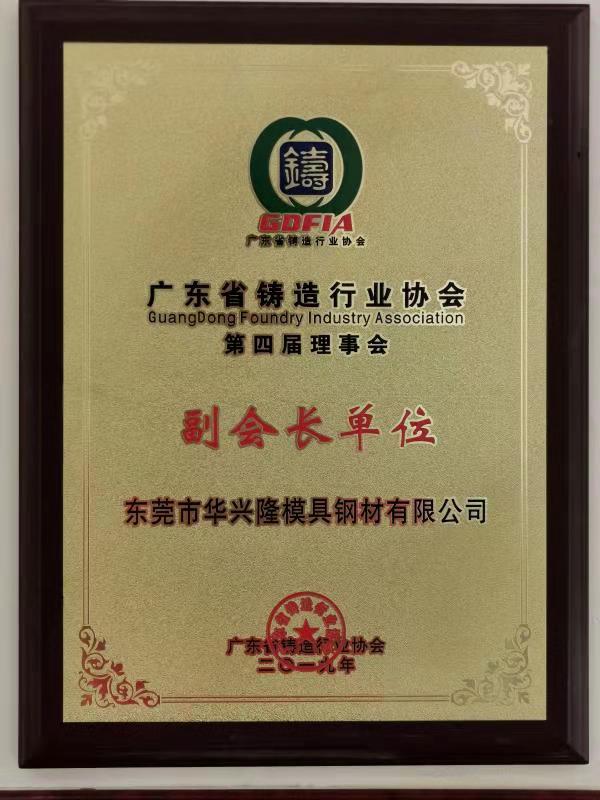 鑄
GDFIA
广东省铸造行业协会
广东省铸造行业协会
GuangDong Foundry Industry Association
第四届理事会
副会长单位
东莞市华兴隆模具钢材有限公司
广东省铸造行业协会
二〇一九年